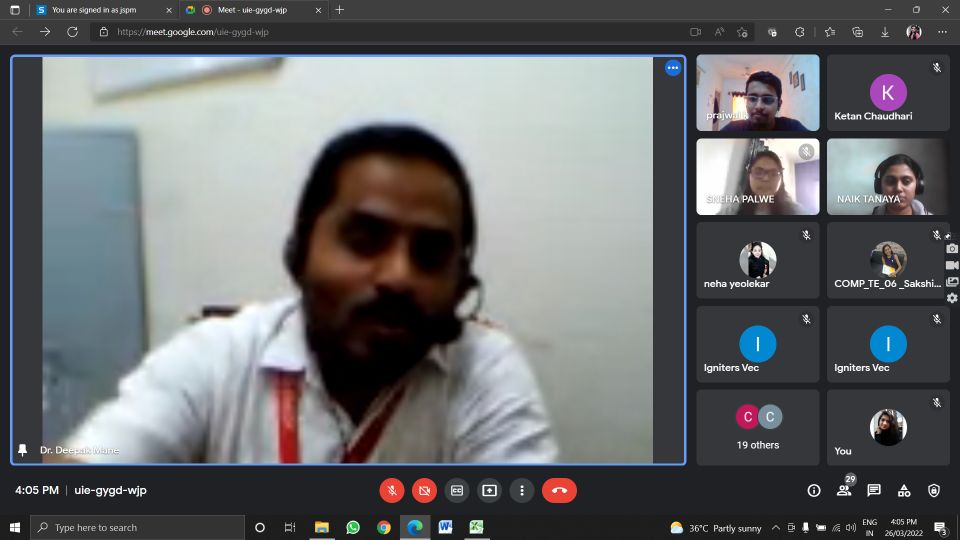 You are signed in as jspm
Meet - uie-gygd-wjp
https://meet.google.com/uie-gygd-wjp
K
Ketan Chaudhari
SNEHA PALWE
NAIK TANAYA
neha yeolekar
COMP_TE_06 _Sakshi...
I
Igniters Vec
I
Igniters Vec
C C
19 others
You
Dr. Deepak Mane
4:05 PM | uie-gygd-wjp
CC
29
Type here to search
36°C Partly sunny
ENG
IN
4:05 PM
26/03/2022
3